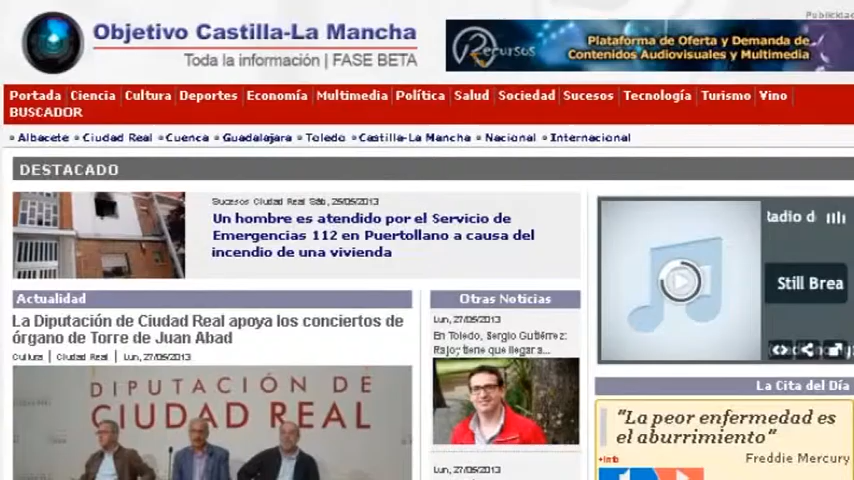 Objetivo Castilla-La Mancha
Toda la información | FASE BETA
Publicidad
Recursos
Plataforma de Oferta y Demanda de
Contenidos Audiovisuales y Multimedia
Portada Ciencia Cultura Deportes Economía Multimedia Política Salud Sociedad Sucesos Tecnología Turismo Vino
BUSCADOR
Albacete Ciudad Real Cuenca Guadalajara Toledo Castilla-La Mancha Nacional Internacional
DESTACADO
Sucesos Ciudad Real Sáb, 25/05/2013
Un hombre es atendido por el Servicio de
Emergencias 112 en Puertollano a causa del
incendio de una vivienda
Actualidad
La Diputación de Ciudad Real apoya los conciertos de
órgano de Torre de Juan Abad
Cultura | Ciudad Real | Lun, 27/05/2013
DIPUTACIÓN DE
CIUDAD REAL
Otras Noticias
Lun, 27/05/2013
En Toledo, Sergio Gutiérrez:
Rajoy tiene que llegar a...
Lun, 27/05/2013
adio d
Still Brea
La Cita del Día
"La peor enfermedad es
el aburrimiento"
Freddie Mercury
+info